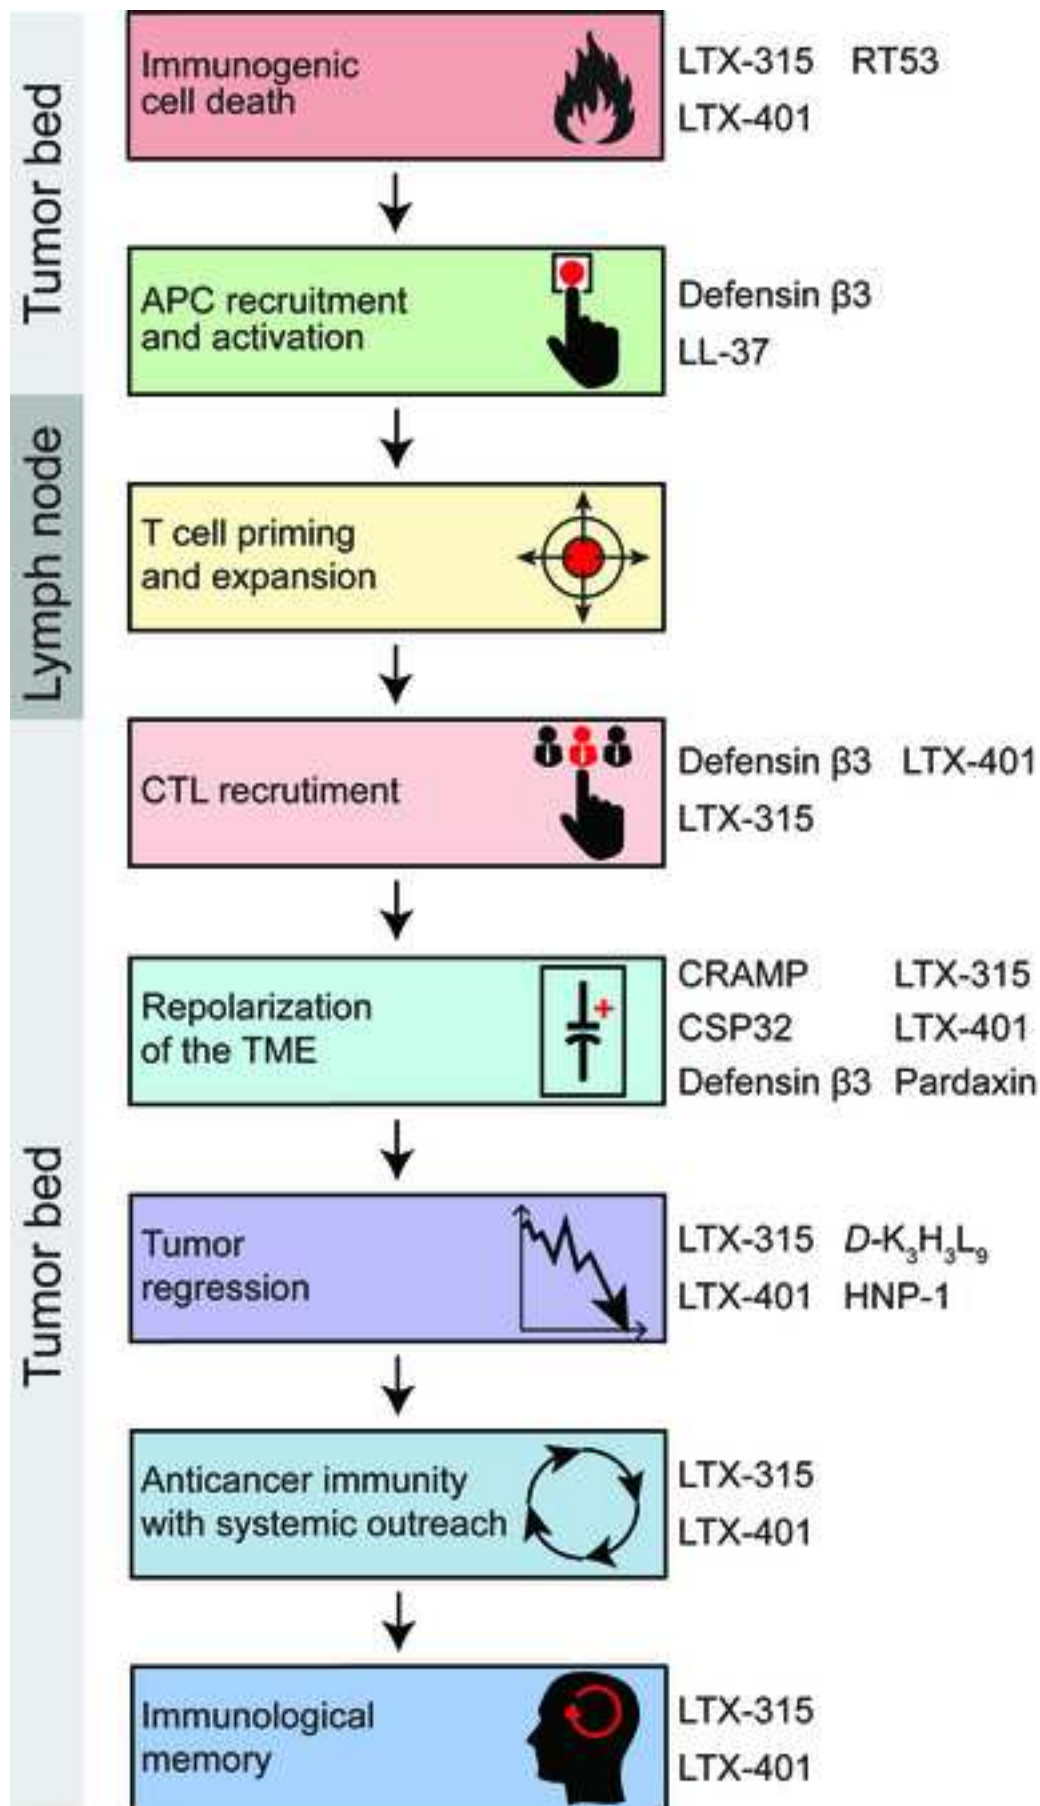 Tumor bed
Immunogenic
cell death
LTX-315 RT53
LTX-401
APC recruitment
and activation
Defensin β3
LL-37
Lymph node
T cell priming
and expansion
Tumor bed
CTL recrutiment
Defensin β3 LTX-401
LTX-315
Repolarization
of the TME
CRAMP LTX-315
CSP32 LTX-401
Defensin β3 Pardaxin
Tumor
regression
LTX-315 D-K₃H₃L₉
LTX-401 HNP-1
Anticancer immunity
with systemic outreach
LTX-315
LTX-401
Immunological
memory
LTX-315
LTX-401